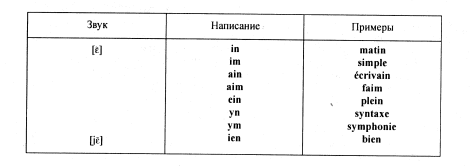 Звук Написание Примеры
[ɛ̃] in matin
im simple
ain écrivain
aim faim
ein plein
yn syntaxe
ym symphonie
[jɛ̃] ien bien